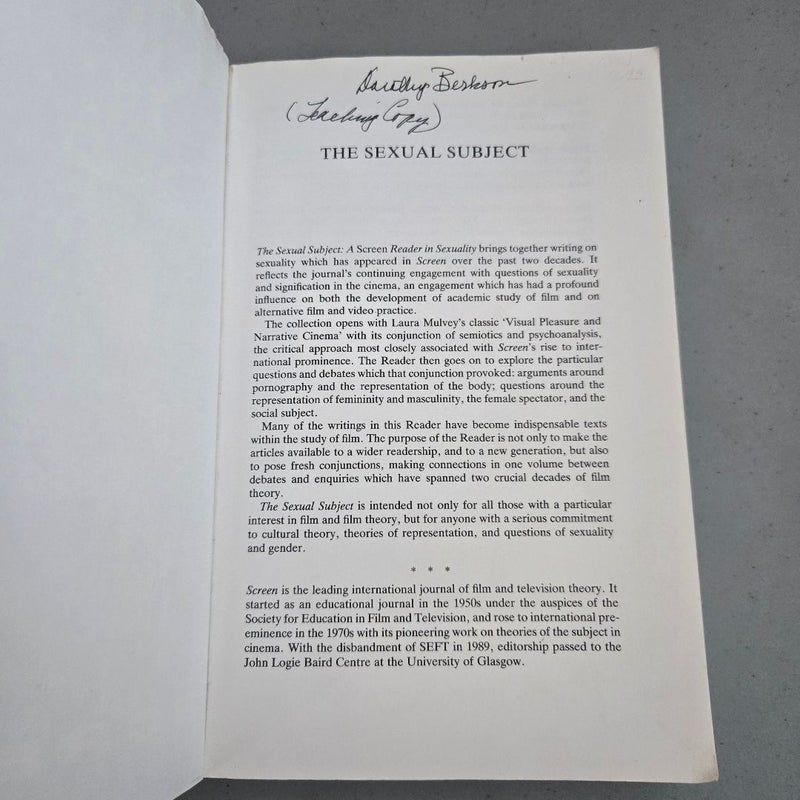 Dorothy Berkson
(Teaching Copy)
THE SEXUAL SUBJECT
The Sexual Subject: A Screen Reader in Sexuality brings together writing on
sexuality which has appeared in Screen over the past two decades. It
reflects the journal's continuing engagement with questions of sexuality
and signification in the cinema, an engagement which has had a profound
influence on both the development of academic study of film and on
alternative film and video practice.
The collection opens with Laura Mulvey's classic 'Visual Pleasure and
Narrative Cinema' with its conjunction of semiotics and psychoanalysis,
the critical approach most closely associated with Screen's rise to inter-
national prominence. The Reader then goes on to explore the particular
questions and debates which that conjunction provoked: arguments around
pornography and the representation of the body; questions around the
representation of femininity and masculinity, the female spectator, and the
social subject.
Many of the writings in this Reader have become indispensable texts
within the study of film. The purpose of the Reader is not only to make the
articles available to a wider readership, and to a new generation, but also
to pose fresh conjunctions, making connections in one volume between
debates and enquiries which have spanned two crucial decades of film
theory.
The Sexual Subject is intended not only for all those with a particular
interest in film and film theory, but for anyone with a serious commitment
to cultural theory, theories of representation, and questions of sexuality
and gender.
* * *
Screen is the leading international journal of film and television theory. It
started as an educational journal in the 1950s under the auspices of the
Society for Education in Film and Television, and rose to international pre-
eminence in the 1970s with its pioneering work on theories of the subject in
cinema. With the disbandment of SEFT in 1989, editorship passed to the
John Logie Baird Centre at the University of Glasgow.